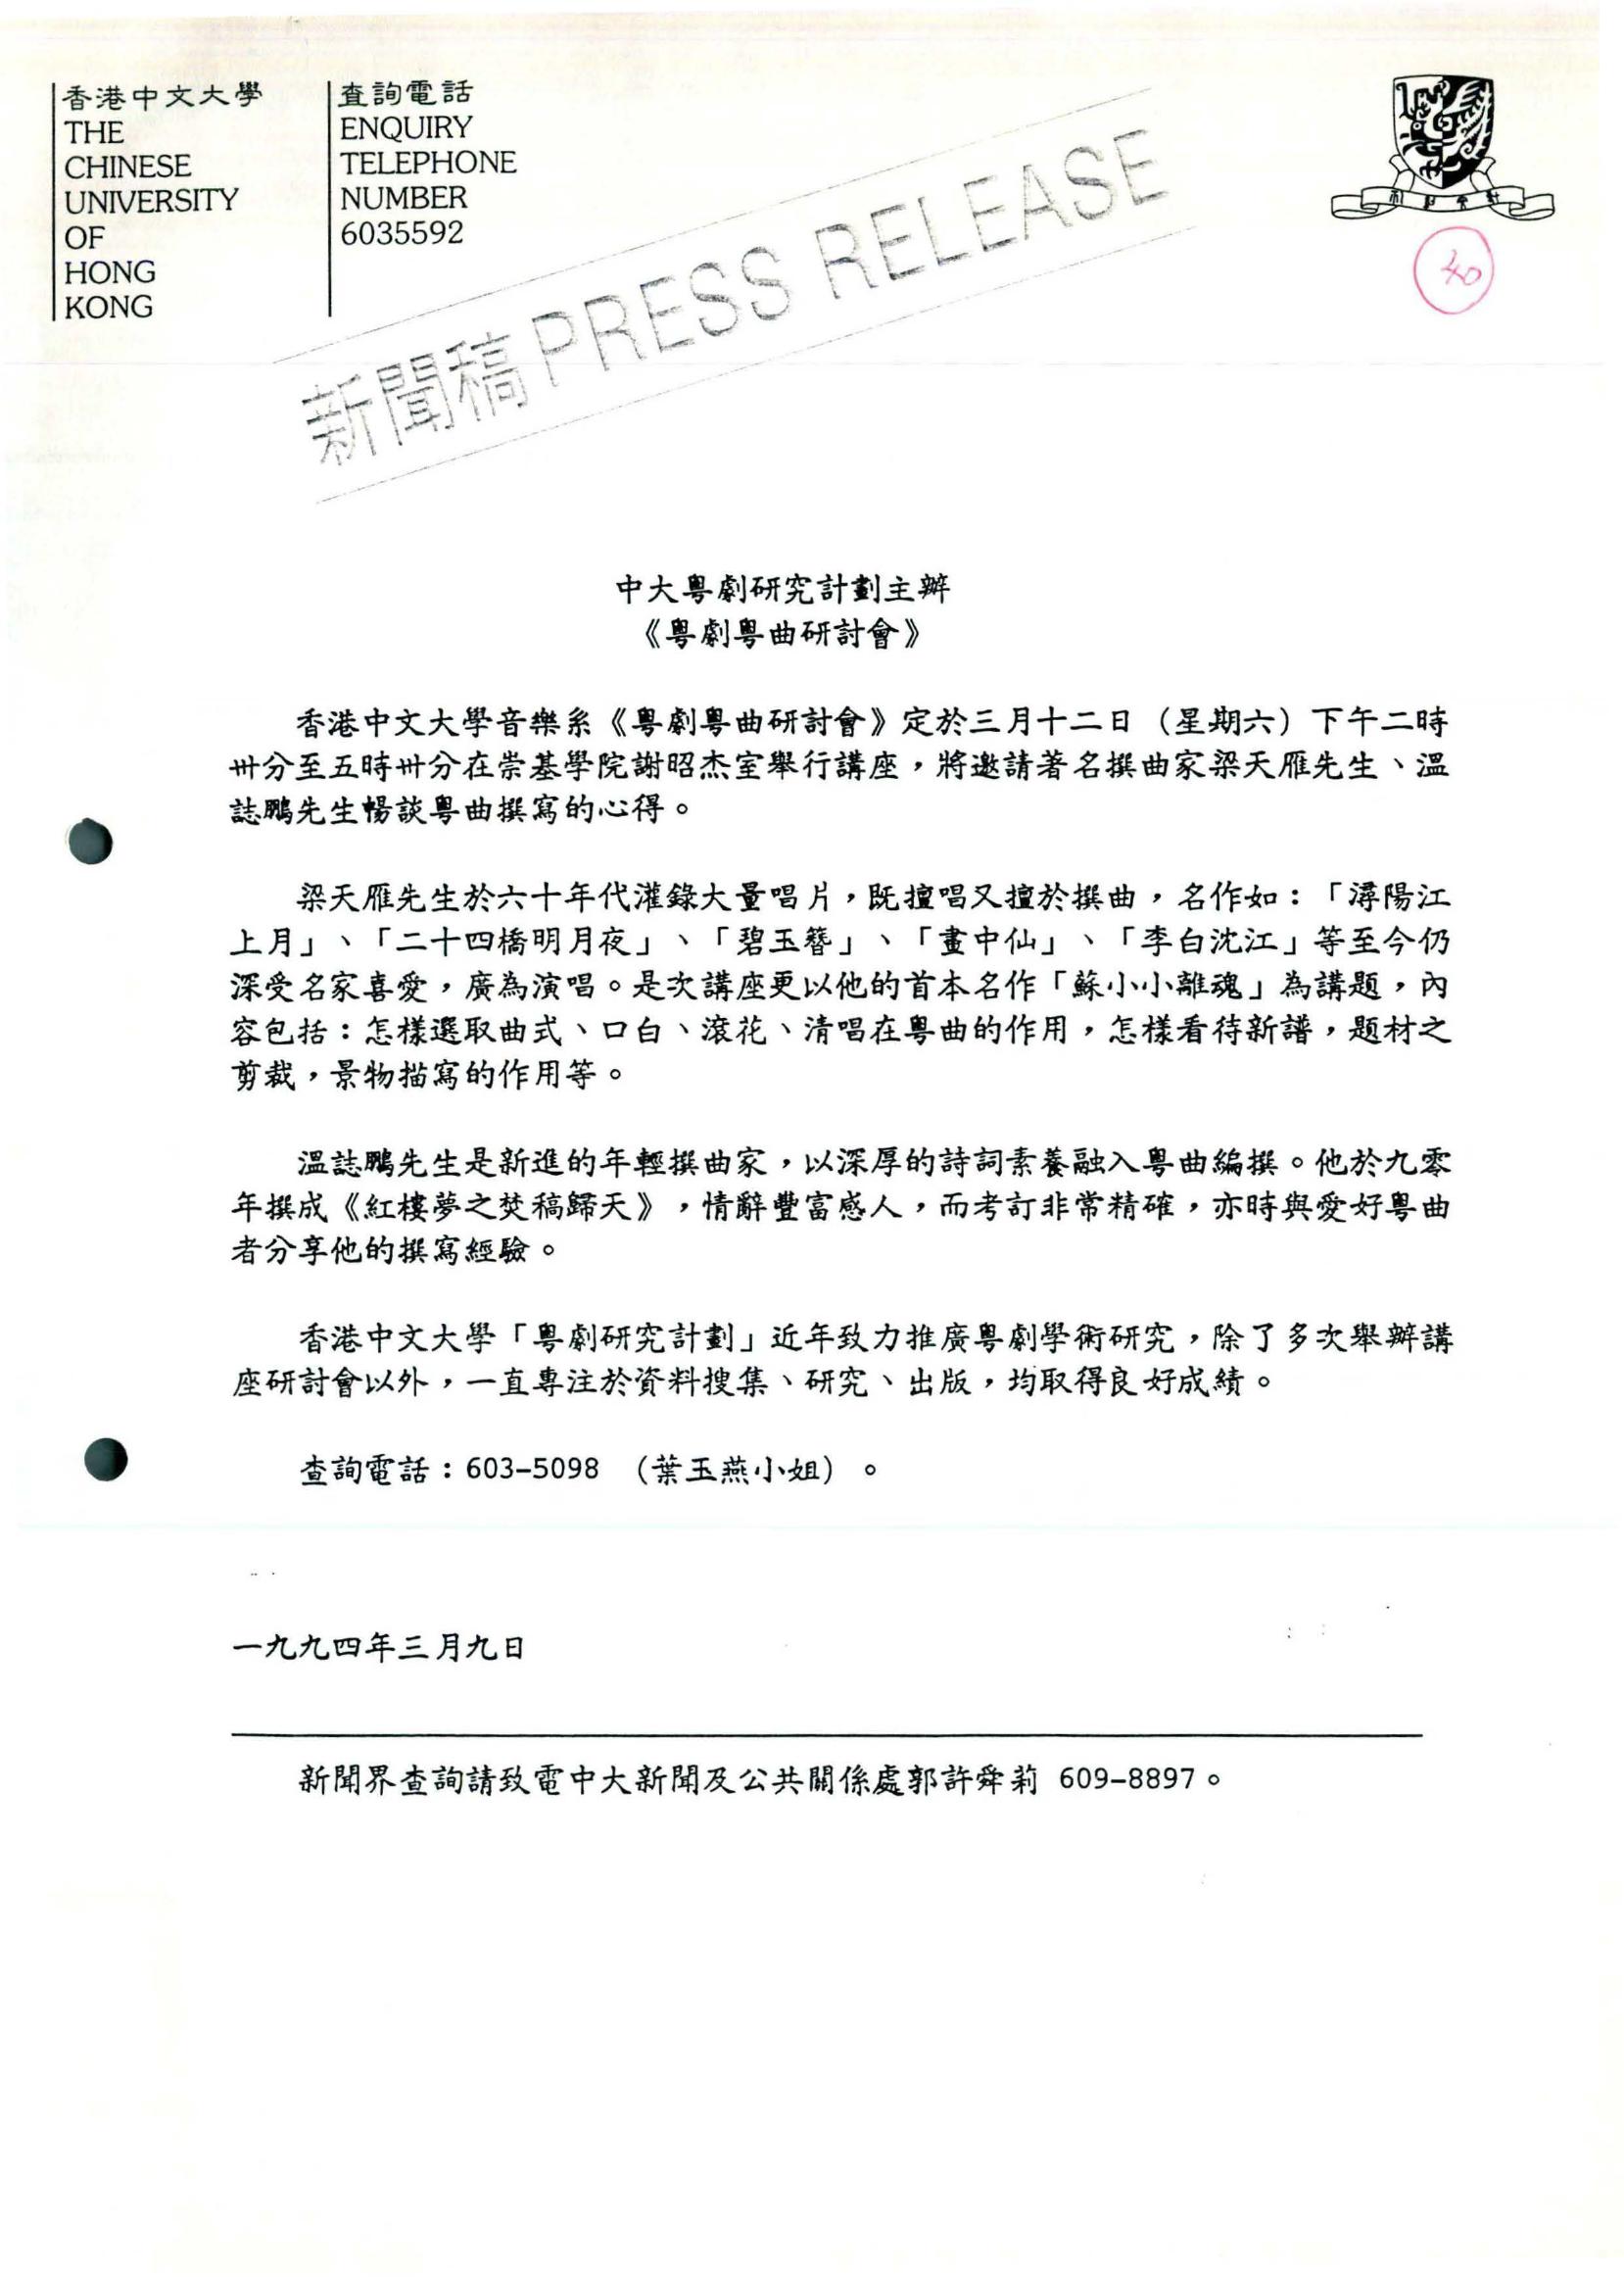 香港中文大學
THE
CHINESE
UNIVERSITY
OF
HONG
KONG
查詢電話
ENQUIRY
TELEPHONE
NUMBER
6035592
40
新聞稿 PRESS RELEASE
中大粤劇研究計劃主辦
《粤劇粤曲研討會》
香港中文大學音樂系《粤劇粤曲研討會》定於三月十二日（星期六）下午二時
卅分至五時卅分在崇基學院謝昭杰室舉行講座，將邀請著名撰曲家梁天雁先生、溫
誌鵬先生暢談粤曲撰寫的心得。
梁天雁先生於六十年代灌錄大量唱片，既擅唱又擅於撰曲，名作如：「潯陽江
上月」、「二十四橋明月夜」、「碧玉簪」、「畫中仙」、「李白沈江」等至今仍
深受名家喜愛，廣為演唱。是次講座更以他的首本名作「蘇小小離魂」為講題，內
容包括：怎樣選取曲式、口白、滾花、清唱在粤曲的作用，怎樣看待新譜，題材之
剪裁，景物描寫的作用等。
溫誌鵬先生是新進的年輕撰曲家，以深厚的詩詞素養融入粤曲編撰。他於九零
年撰成《紅樓夢之焚稿歸天》，情辭豐富感人，而考訂非常精確，亦時與愛好粤曲
者分享他的撰寫經驗。
香港中文大學「粤劇研究計劃」近年致力推廣粤劇學術研究，除了多次舉辦講
座研討會以外，一直專注於資料搜集、研究、出版，均取得良好成績。
查詢電話：603-5098 （葉玉燕小姐）。
一九九四年三月九日
新聞界查詢請致電中大新聞及公共關係處郭許舜莉 609-8897。